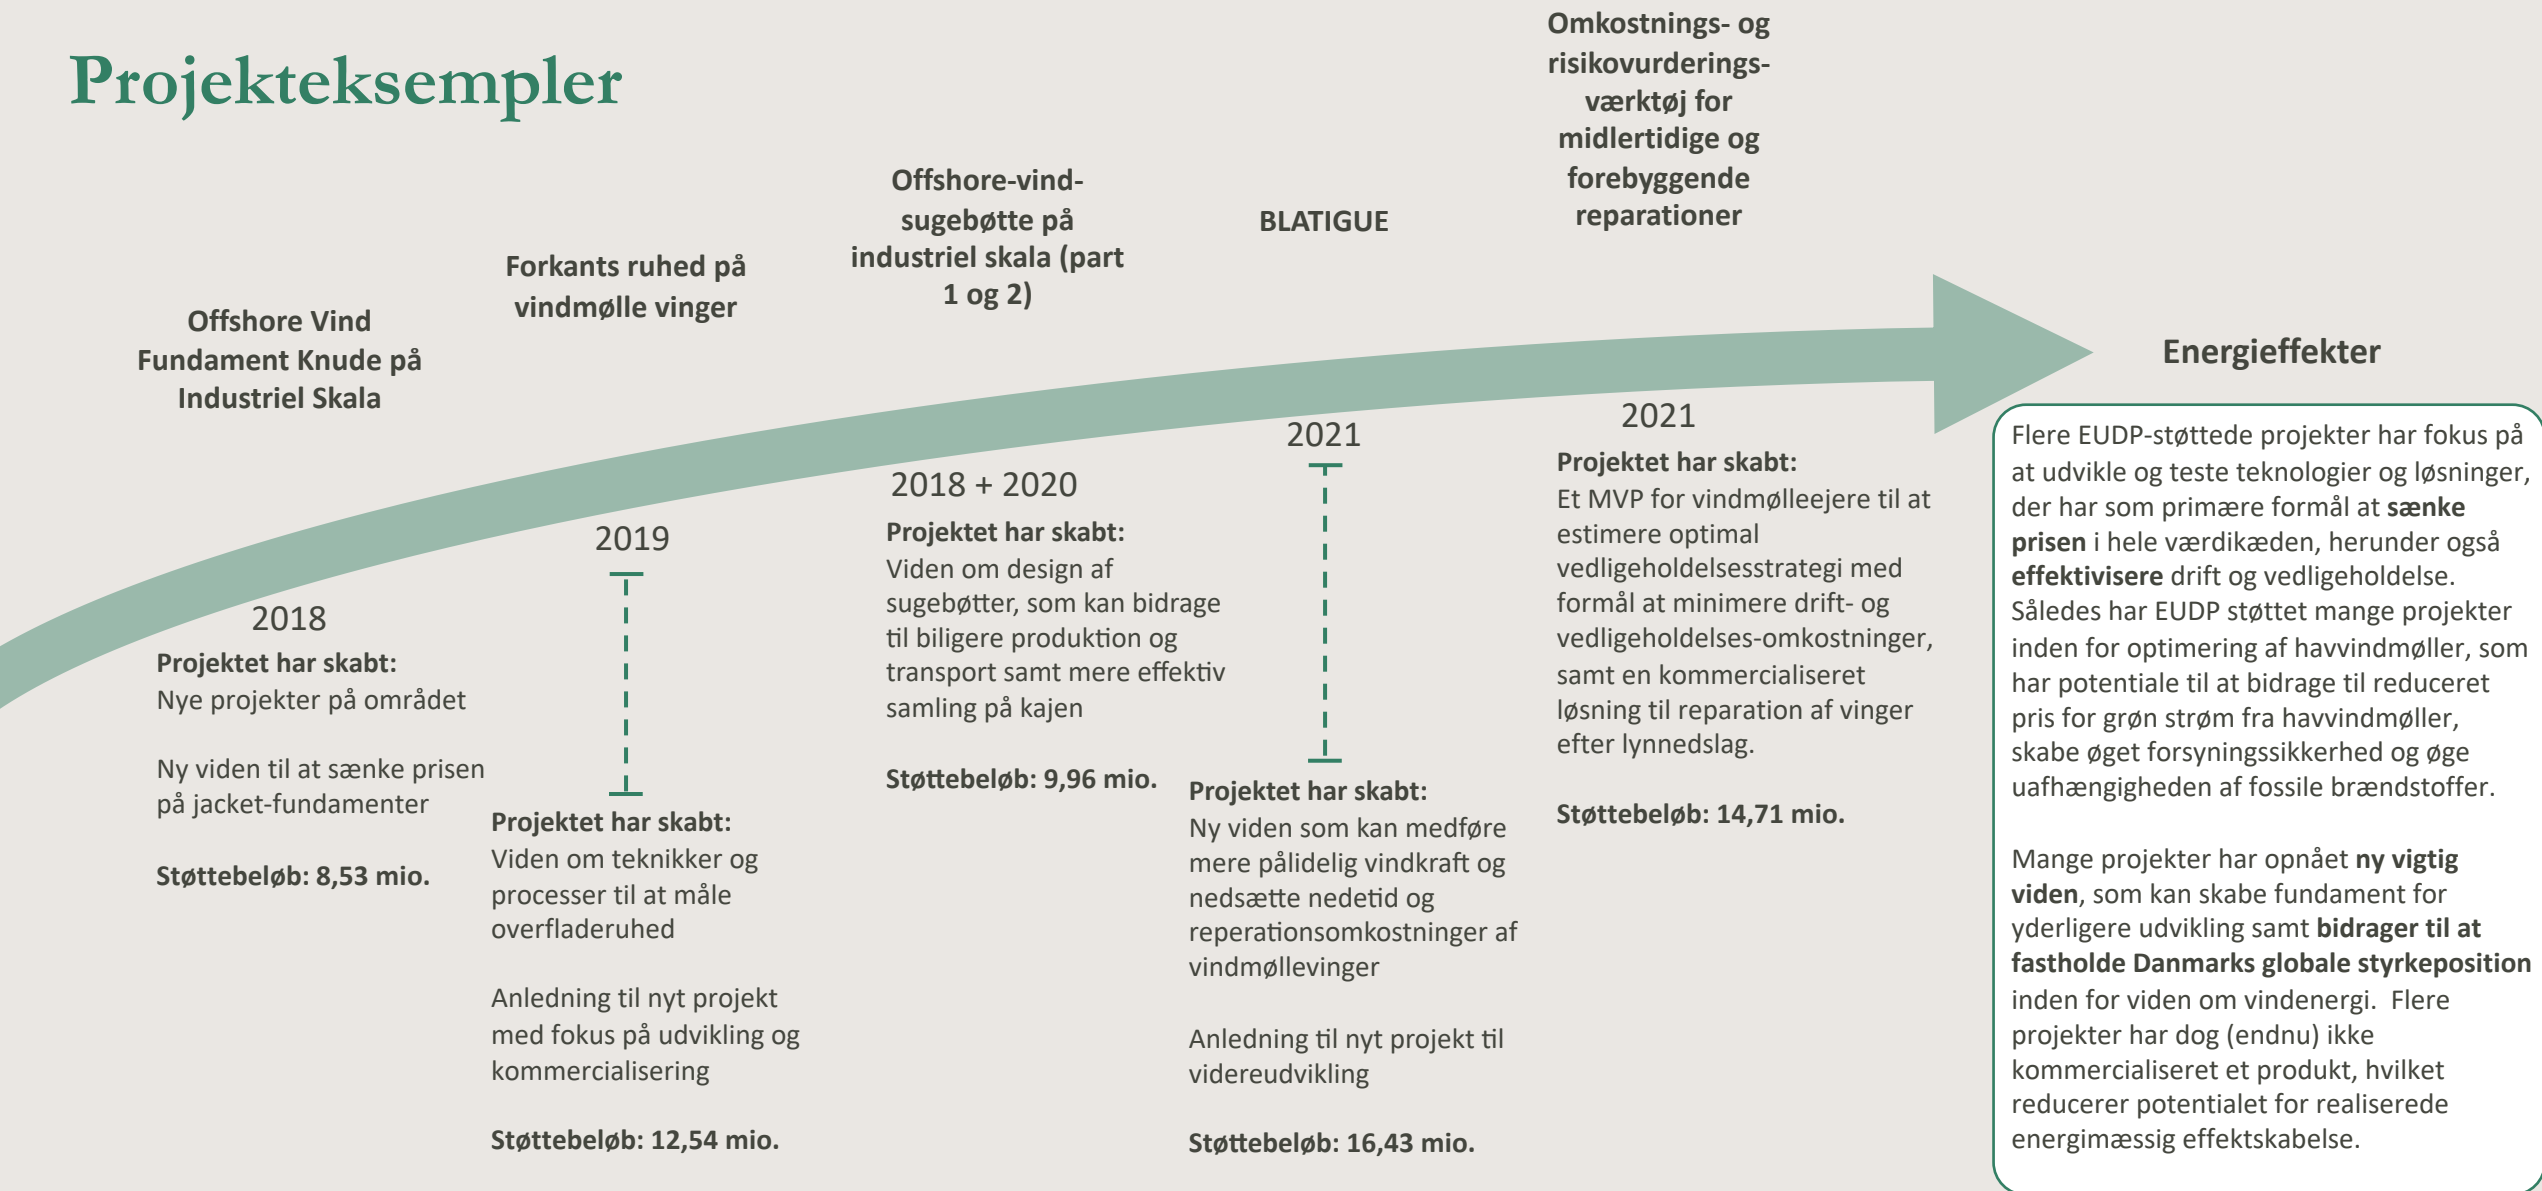 Projekteksempler
Offshore Vind
Fundament Knude på
Industriel Skala
2018
Projektet har skabt:
Nye projekter på området
Ny viden til at sænke prisen
på jacket-fundamenter
Støttebeløb: 8,53 mio.
Forkants ruhed på
vindmølle vinger
2019
Projektet har skabt:
Viden om teknikker og
processer til at måle
overfladeruhed
Anledning til nyt projekt
med fokus på udvikling og
kommercialisering
Støttebeløb: 12,54 mio.
Offshore-vind-
sugebøtte på
industriel skala (part
1 og 2)
2018 + 2020
Projektet har skabt:
Viden om design af
sugebøtter, som kan bidrage
til biligere produktion og
transport samt mere effektiv
samling på kajen
Støttebeløb: 9,96 mio.
BLATIGUE
2021
Projektet har skabt:
Ny viden som kan medføre
mere pålidelig vindkraft og
nedsætte nedetid og
reperationsomkostninger af
vindmøllevinger
Anledning til nyt projekt til
videreudvikling
Støttebeløb: 16,43 mio.
Omkostnings- og
risikovurderings-
værktøj for
midlertidige og
forebyggende
reparationer
2021
Projektet har skabt:
Et MVP for vindmølleejere til at
estimere optimal
vedligeholdelsesstrategi med
formål at minimere drift- og
vedligeholdelses-omkostninger,
samt en kommercialiseret
løsning til reparation af vinger
efter lynnedslag.
Støttebeløb: 14,71 mio.
Energieffekter
Flere EUDP-støttede projekter har fokus på
at udvikle og teste teknologier og løsninger,
der har som primære formål at sænke
prisen i hele værdikæden, herunder også
effektivisere drift og vedligeholdelse.
Således har EUDP støttet mange projekter
inden for optimering af havvindmøller, som
har potentiale til at bidrage til reduceret
pris for grøn strøm fra havvindmøller,
skabe øget forsyningssikkerhed og øge
uafhængigheden af fossile brændstoffer.
Mange projekter har opnået ny vigtig
viden, som kan skabe fundament for
yderligere udvikling samt bidrager til at
fastholde Danmarks globale styrkeposition
inden for viden om vindenergi.  Flere
projekter har dog (endnu) ikke
kommercialiseret et produkt, hvilket
reducerer potentialet for realiserede
energimæssig effektskabelse.